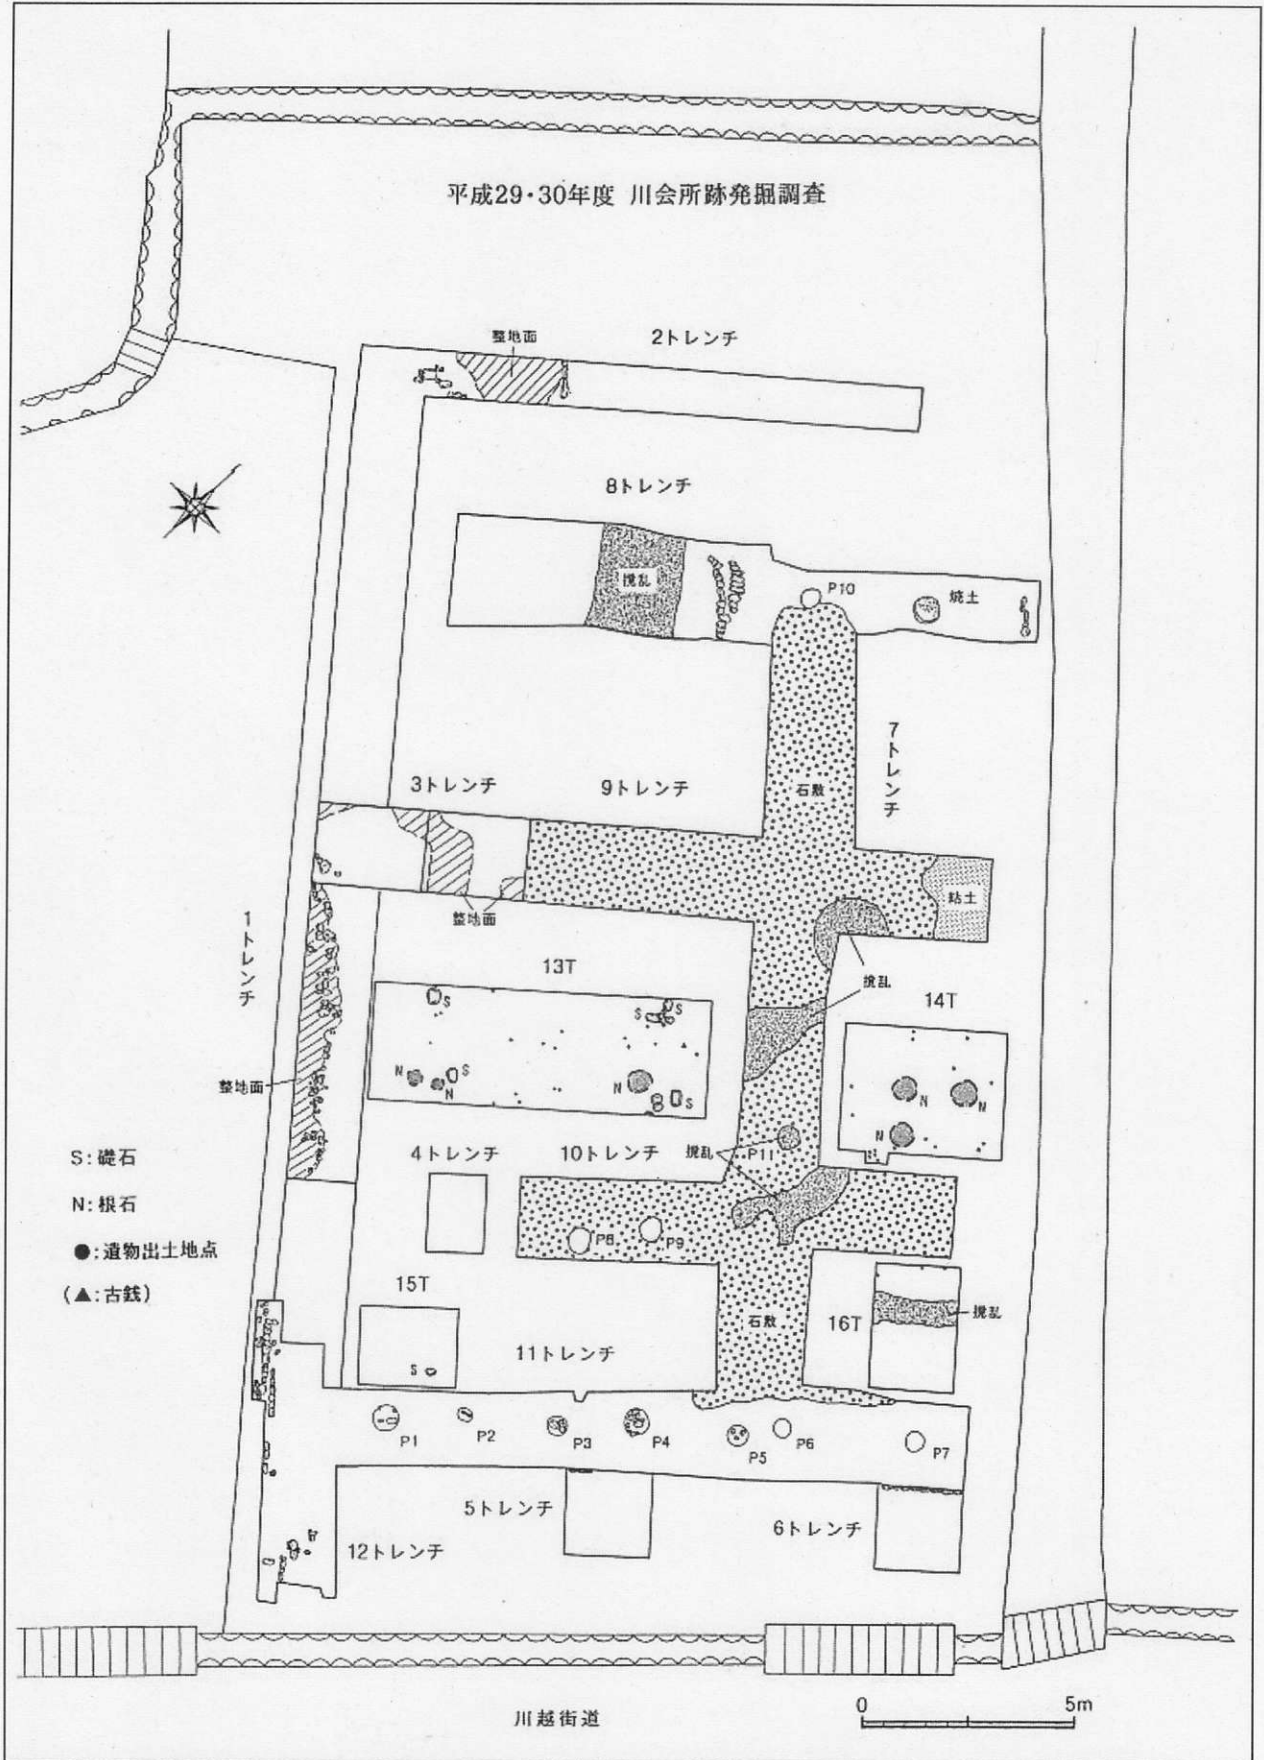 平成29・30年度 川会所跡発掘調査
整地面
2トレンチ
8トレンチ
攪乱
P10
焼土
7トレンチ
3トレンチ
9トレンチ
石敷
粘土
整地面
1トレンチ
13T
攪乱
14T
S
S
S
N
S
N
N
S
N
N
N
整地面
4トレンチ
10トレンチ
攪乱
P11
S:礎石
N:根石
●:遺物出土地点
(▲:古銭)
P8
P9
15T
S
石敷
16T
攪乱
11トレンチ
P1
P2
P3
P4
P5
P6
P7
5トレンチ
6トレンチ
12トレンチ
川越街道
0
5m